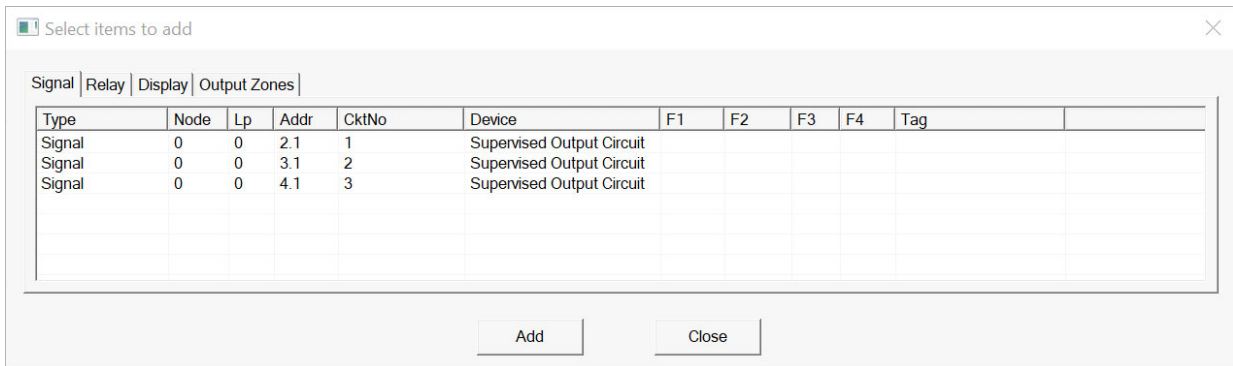 Select items to add
Signal Relay Display Output Zones
Type Node Lp Addr CktNo Device F1 F2 F3 F4 Tag
Signal 0 0 2.1 1 Supervised Output Circuit
Signal 0 0 3.1 2 Supervised Output Circuit
Signal 0 0 4.1 3 Supervised Output Circuit
Add Close